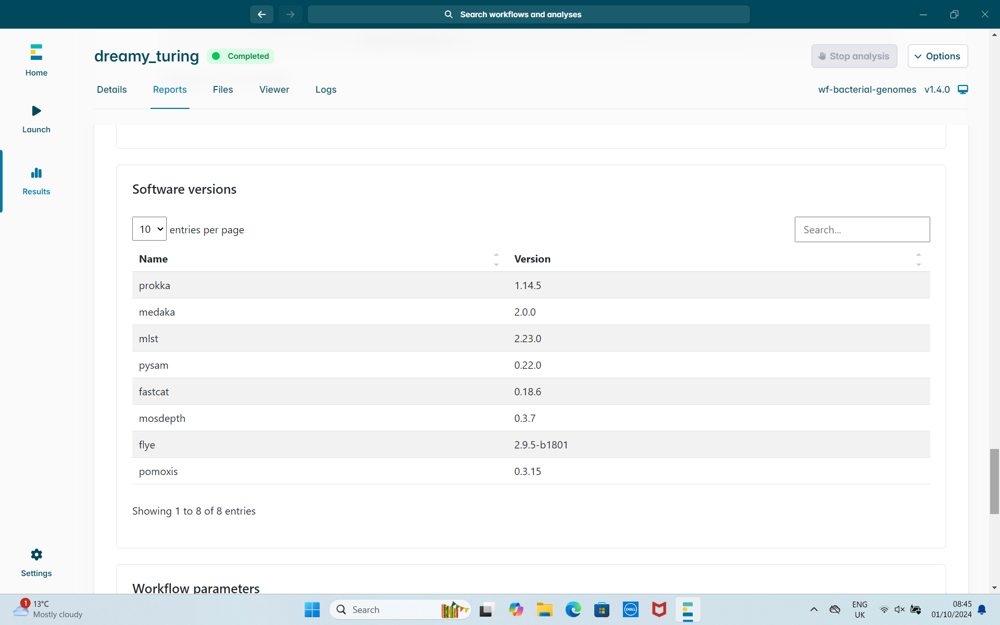 Search workflows and analyses
Home
Launch
Results
Settings
dreamy_turing Completed
Stop analysis Options
Details Reports Files Viewer Logs
wf-bacterial-genomes v1.4.0
Software versions
10 entries per page Search...
Name Version
prokka 1.14.5
medaka 2.0.0
mlst 2.23.0
pysam 0.22.0
fastcat 0.18.6
mosdepth 0.3.7
flye 2.9.5-b1801
pomoxis 0.3.15
Showing 1 to 8 of 8 entries
Workflow parameters
1
13°C
Mostly cloudy
Search
DELL
ENG
UK
08:45
01/10/2024